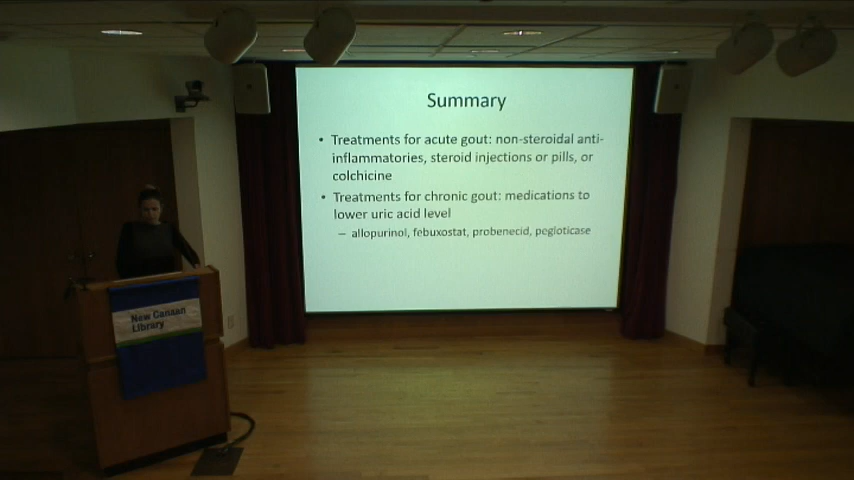 Summary
• Treatments for acute gout: non-steroidal anti-
inflammatories, steroid injections or pills, or
colchicine
• Treatments for chronic gout: medications to
lower uric acid level
– allopurinol, febuxostat, probenecid, pegloticase
New Canaan
Library